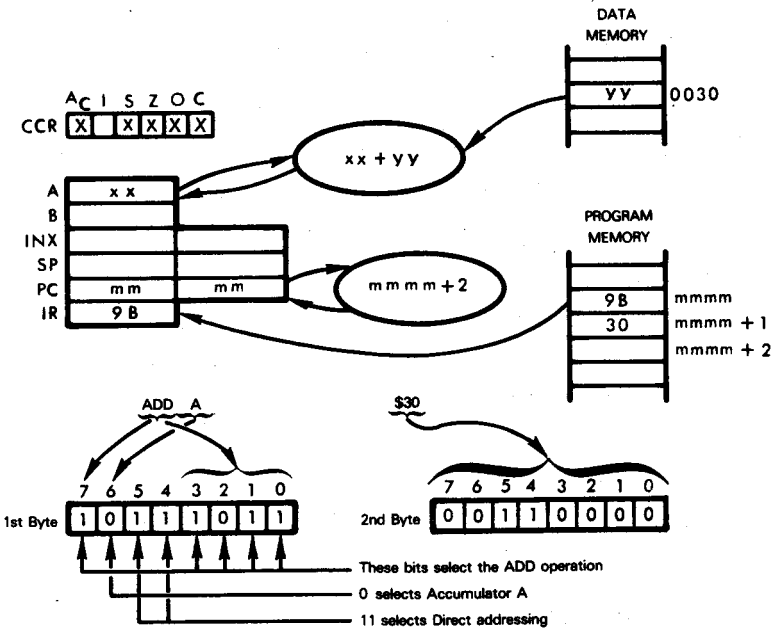 DATA
MEMORY
yy 0030
AC I S Z O C
CCR X X X X X
xx + yy
A xx
B
INX
SP
PC mm mm
IR 9B
mmmm + 2
PROGRAM
MEMORY
9B mmmm
30 mmmm + 1
mmmm + 2
ADD A
7 6 5 4 3 2 1 0
1st Byte 1 0 1 1 1 0 1 1
These bits select the ADD operation
0 selects Accumulator A
11 selects Direct addressing
$30
7 6 5 4 3 2 1 0
2nd Byte 0 0 1 1 0 0 0 0